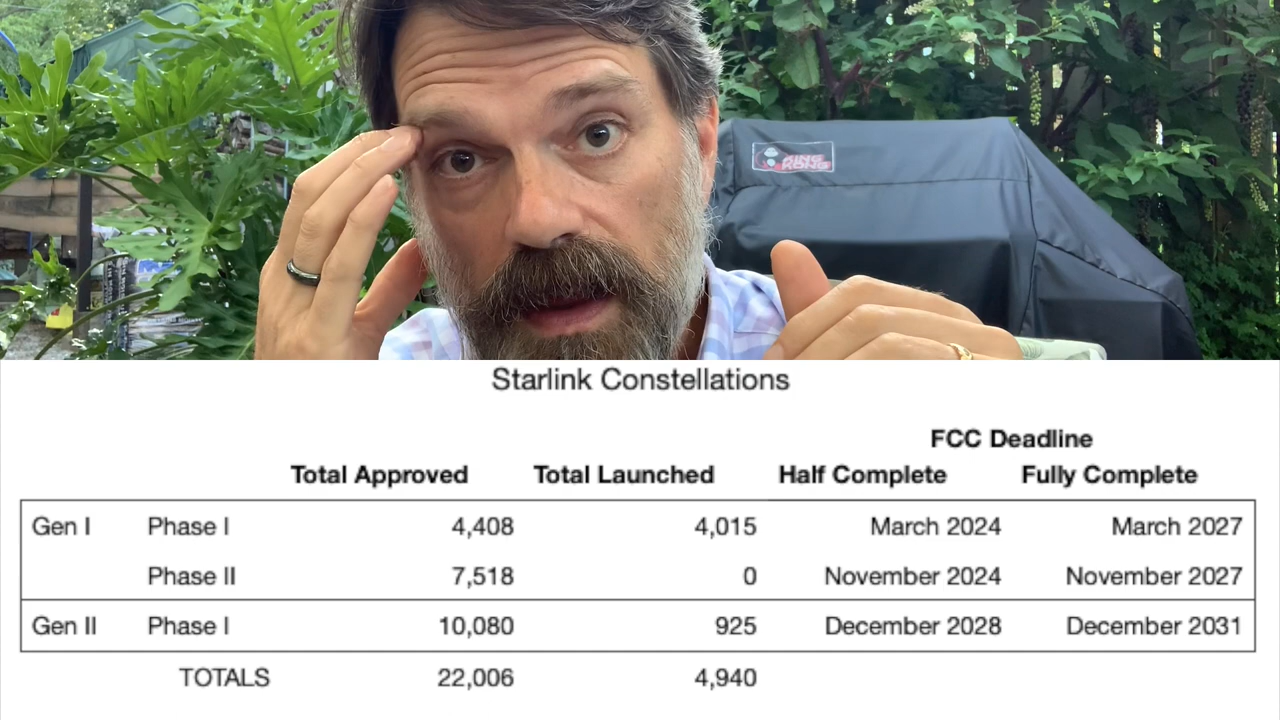 KING
KONG
Starlink Constellations
FCC Deadline
Total Approved Total Launched Half Complete Fully Complete
Gen I Phase I 4,408 4,015 March 2024 March 2027
Phase II 7,518 0 November 2024 November 2027
Gen II Phase I 10,080 925 December 2028 December 2031
TOTALS 22,006 4,940